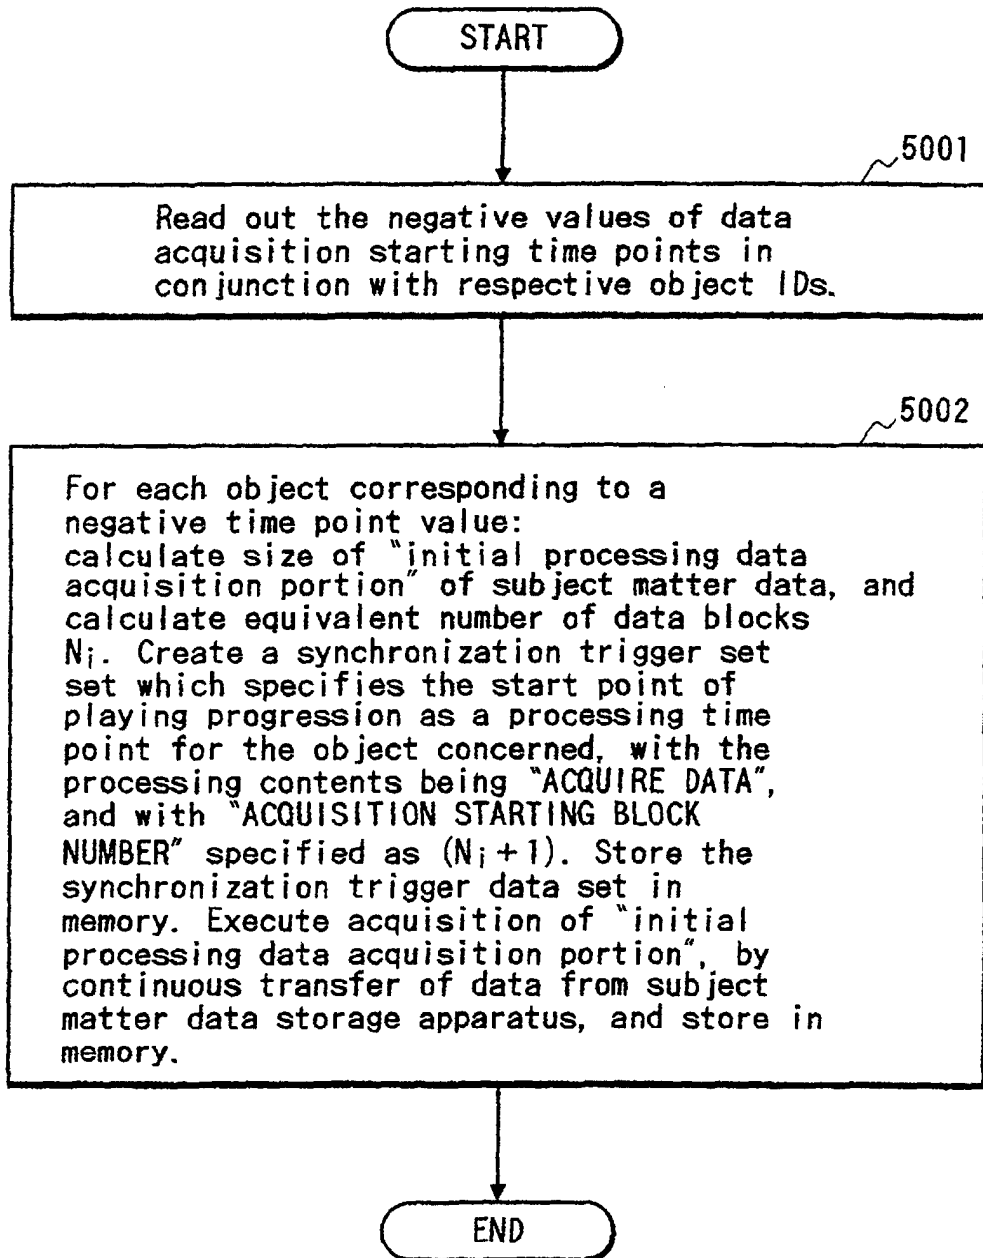 START
5001
Read out the negative values of data
acquisition starting time points in
conjunction with respective object IDs.
5002
For each object corresponding to a
negative time point value:
calculate size of "initial processing data
acquisition portion" of subject matter data, and
calculate equivalent number of data blocks
Ni. Create a synchronization trigger set
set which specifies the start point of
playing progression as a processing time
point for the object concerned, with the
processing contents being "ACQUIRE DATA",
and with "ACQUISITION STARTING BLOCK
NUMBER" specified as (Ni+1). Store the
synchronization trigger data set in
memory. Execute acquisition of "initial
processing data acquisition portion", by
continuous transfer of data from subject
matter data storage apparatus, and store in
memory.
END